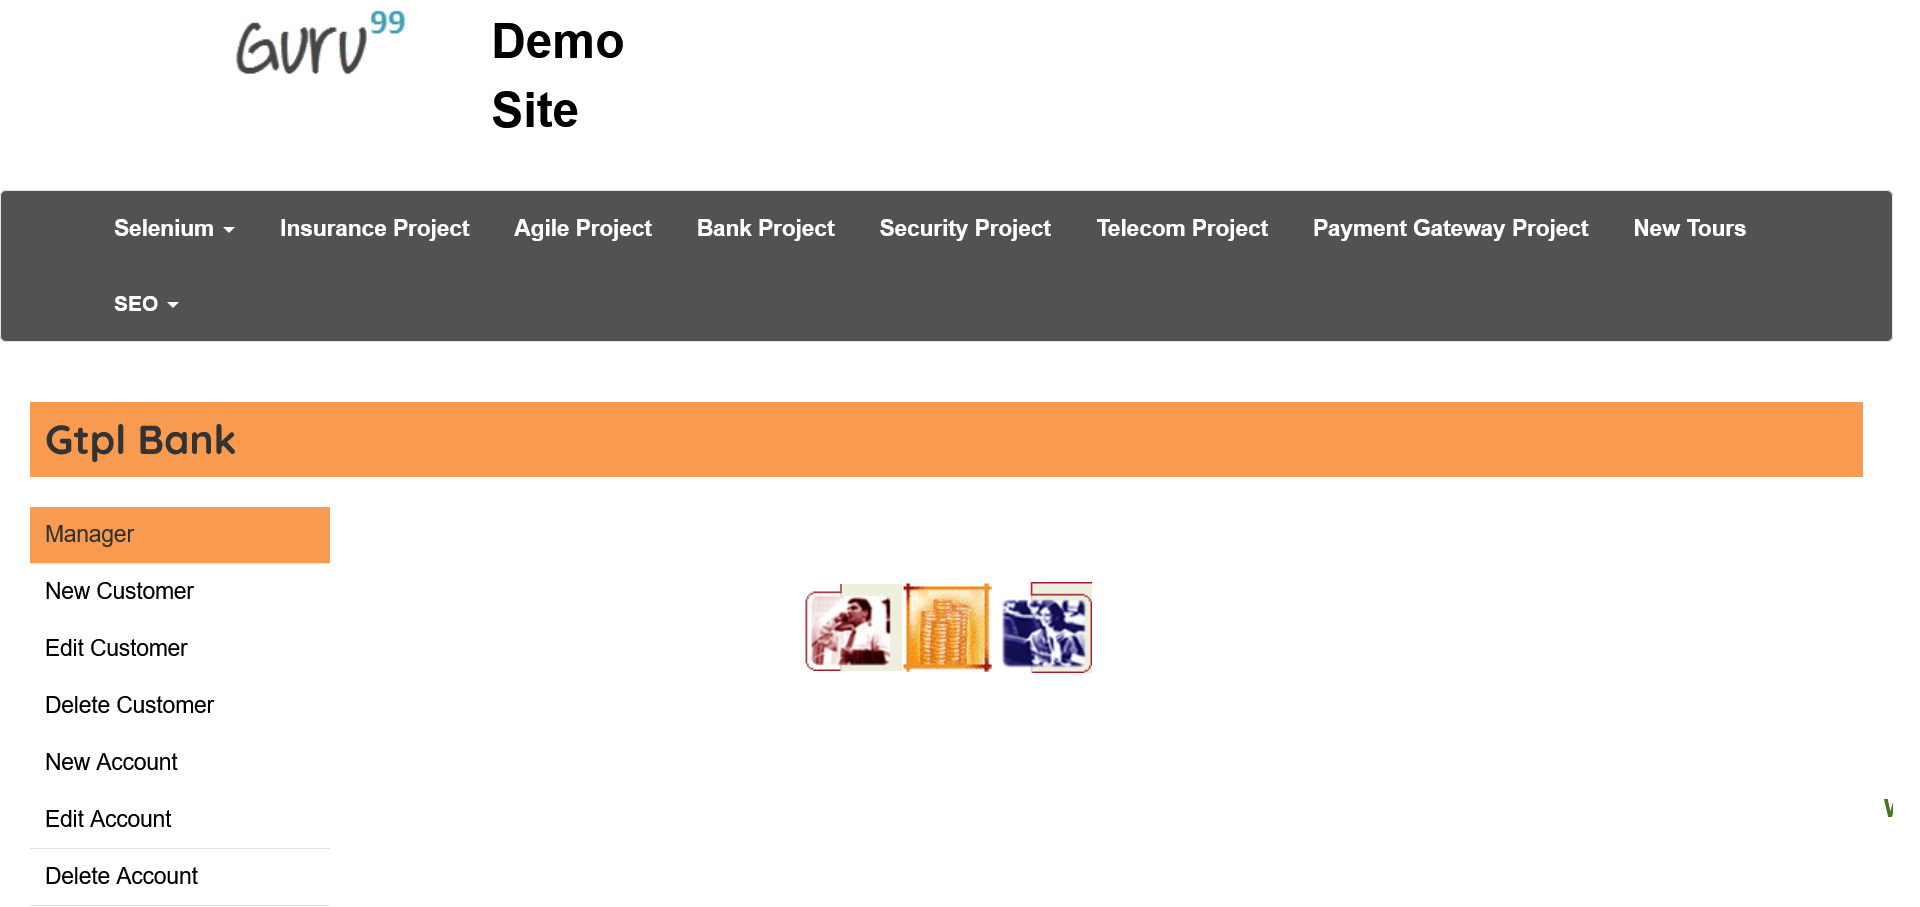 Guru99
Demo
Site
Selenium Insurance Project Agile Project Bank Project Security Project Telecom Project Payment Gateway Project New Tours
SEO
Gtpl Bank
Manager
New Customer
Edit Customer
Delete Customer
New Account
Edit Account
Delete Account